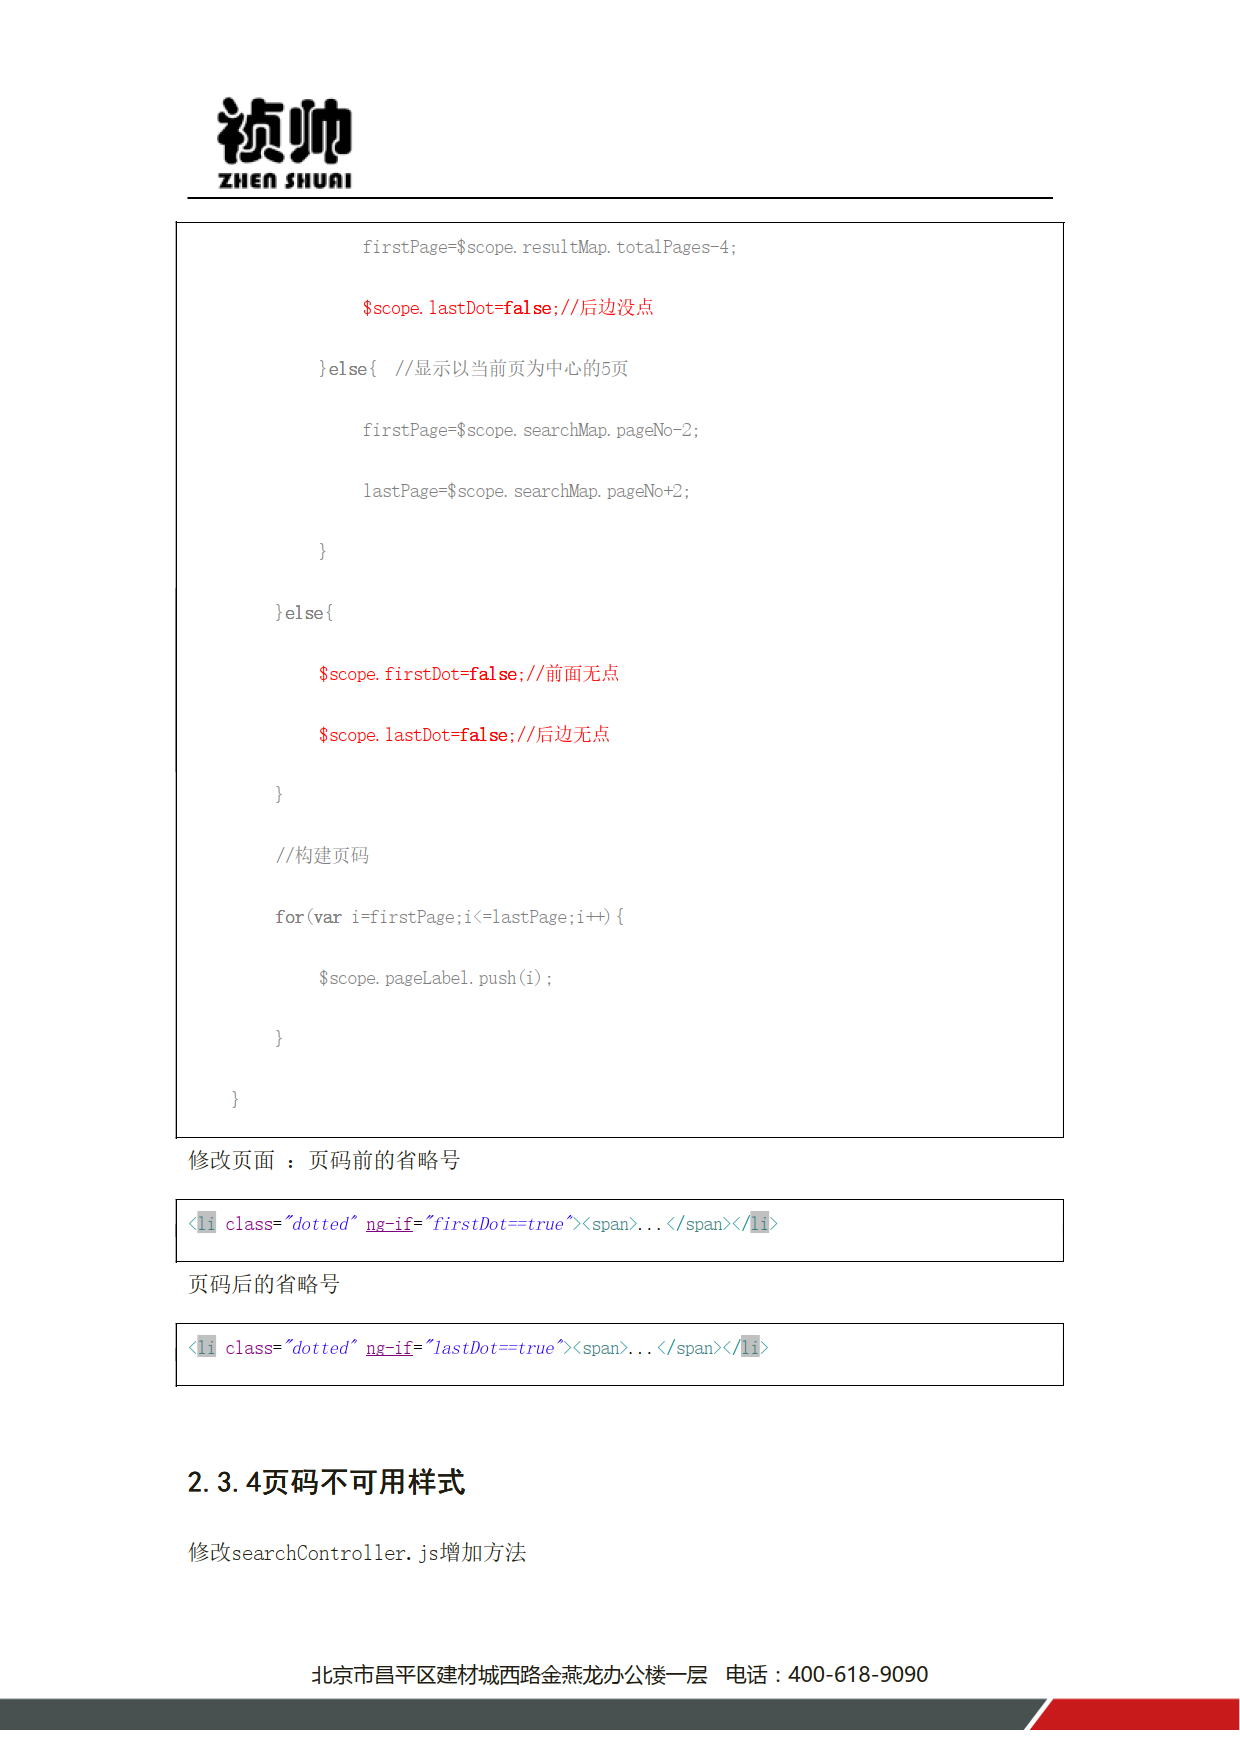 祯帅
ZHEN SHUAI
firstPage=$scope.resultMap.totalPages-4;
$scope.lastDot=false;//后边没点
}else{ //显示以当前页为中心的5页
firstPage=$scope.searchMap.pageNo-2;
lastPage=$scope.searchMap.pageNo+2;
}
}else{
$scope.firstDot=false;//前面无点
$scope.lastDot=false;//后边无点
}
//构建页码
for(var i=firstPage;i<=lastPage;i++){
$scope.pageLabel.push(i);
}
}
修改页面 ：页码前的省略号
<li class="dotted" ng-if="firstDot==true"><span>...</span></li>
页码后的省略号
<li class="dotted" ng-if="lastDot==true"><span>...</span></li>
2.3.4页码不可用样式
修改searchController.js增加方法
北京市昌平区建材城西路金燕龙办公楼一层 电话：400-618-9090